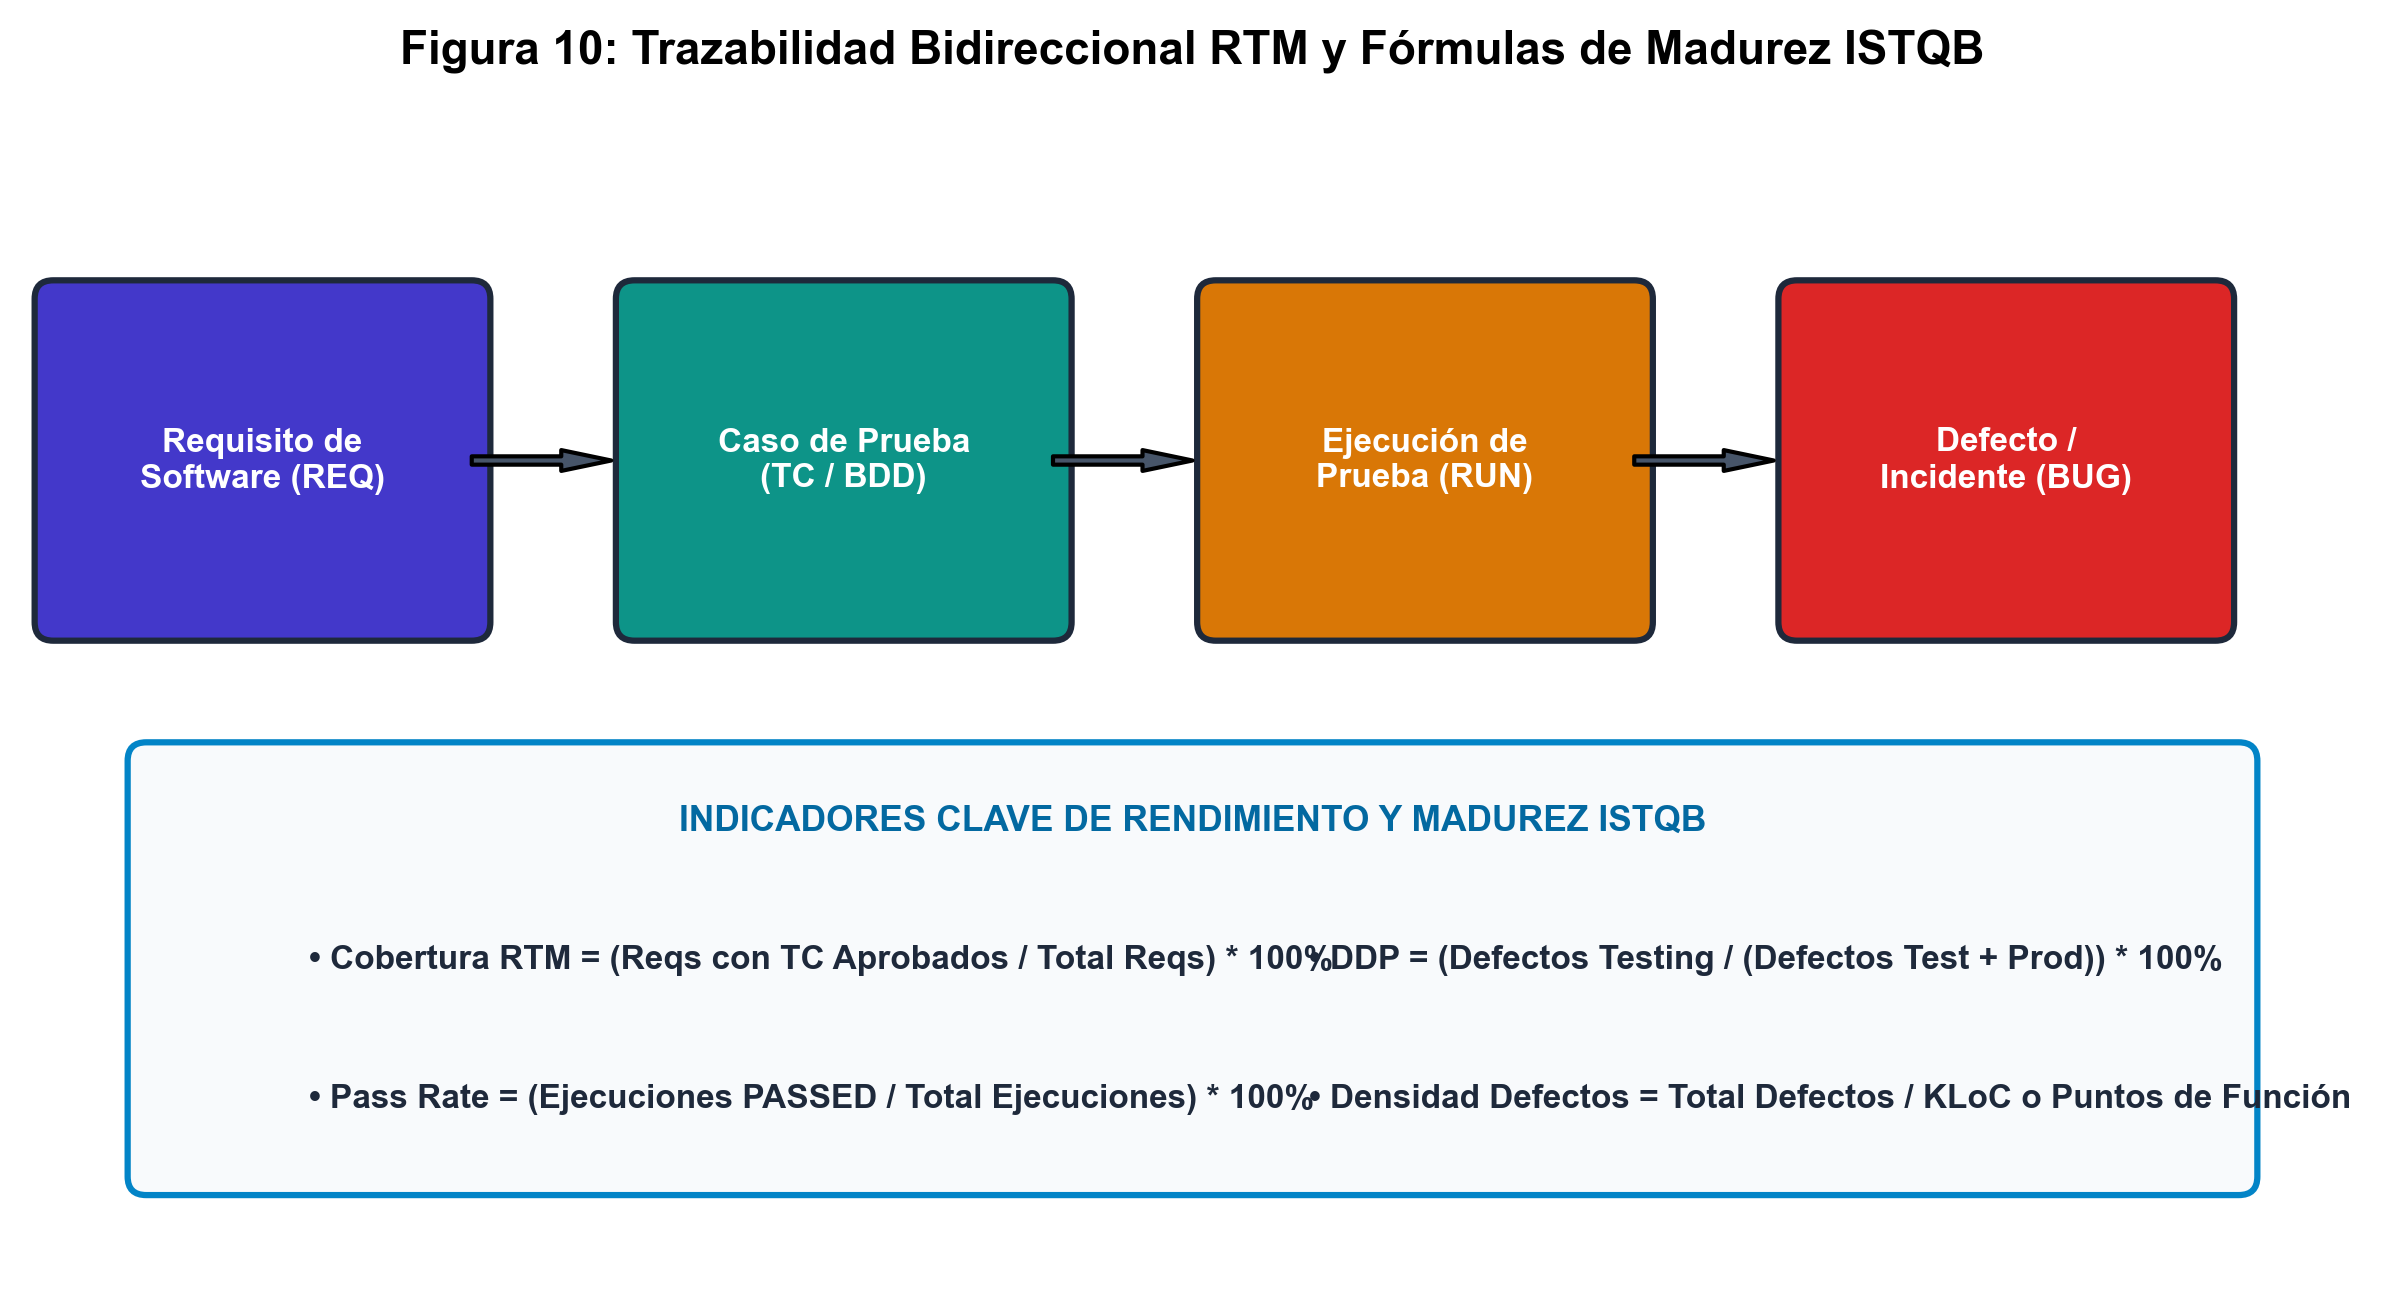 Figura 10: Trazabilidad Bidireccional RTM y Fórmulas de Madurez ISTQB
Requisito de
Software (REQ)
Caso de Prueba
(TC / BDD)
Ejecución de
Prueba (RUN)
Defecto /
Incidente (BUG)
INDICADORES CLAVE DE RENDIMIENTO Y MADUREZ ISTQB
• Cobertura RTM = (Reqs con TC Aprobados / Total Reqs) * 100%
• DDP = (Defectos Testing / (Defectos Test + Prod)) * 100%
• Pass Rate = (Ejecuciones PASSED / Total Ejecuciones) * 100%
• Densidad Defectos = Total Defectos / KLoC o Puntos de Función